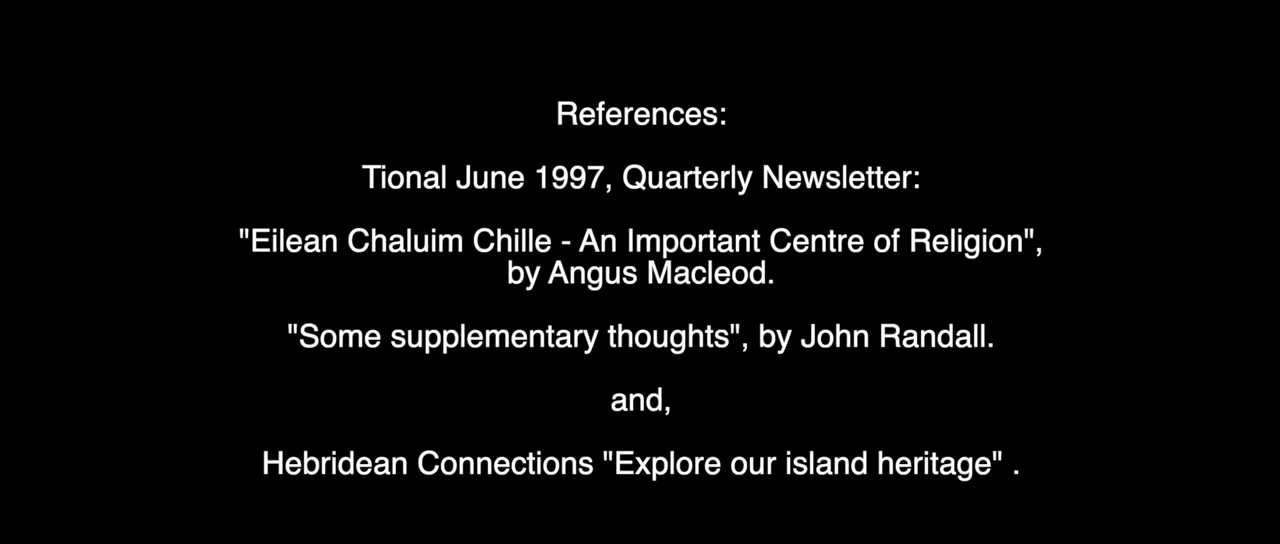 References:
Tional June 1997, Quarterly Newsletter:
"Eilean Chaluim Chille - An Important Centre of Religion",
by Angus Macleod.
"Some supplementary thoughts", by John Randall.
and,
Hebridean Connections "Explore our island heritage" .